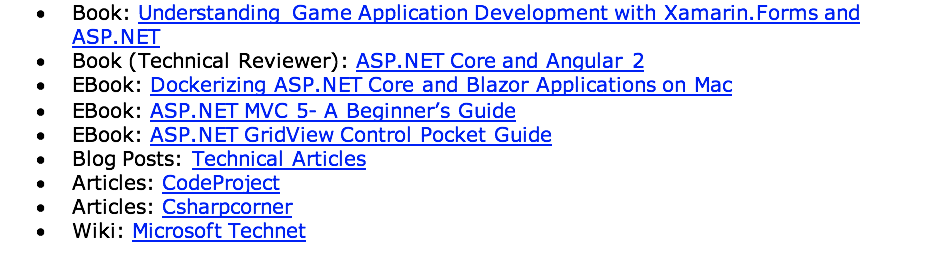 • Book: Understanding  Game Application Development with Xamarin.Forms and
ASP.NET
• Book (Technical Reviewer): ASP.NET Core and Angular 2
• EBook: Dockerizing ASP.NET Core and Blazor Applications on Mac
• EBook: ASP.NET MVC 5- A Beginner’s Guide
• EBook: ASP.NET GridView Control Pocket Guide
• Blog Posts:  Technical Articles
• Articles: CodeProject
• Articles: Csharpcorner
• Wiki: Microsoft Technet